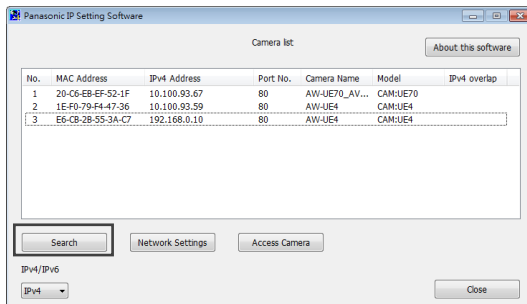 Panasonic IP Setting Software
Camera list
About this software
No. MAC Address IPv4 Address Port No. Camera Name Model IPv4 overlap
1 20-C6-EB-EF-52-1F 10.100.93.67 80 AW-UE70_AV... CAM:UE70
2 1E-F0-79-F4-47-36 10.100.93.59 80 AW-UE4 CAM:UE4
3 E6-CB-2B-55-3A-C7 192.168.0.10 80 AW-UE4 CAM:UE4
Search Network Settings Access Camera
IPv4/IPv6
IPv4 Close